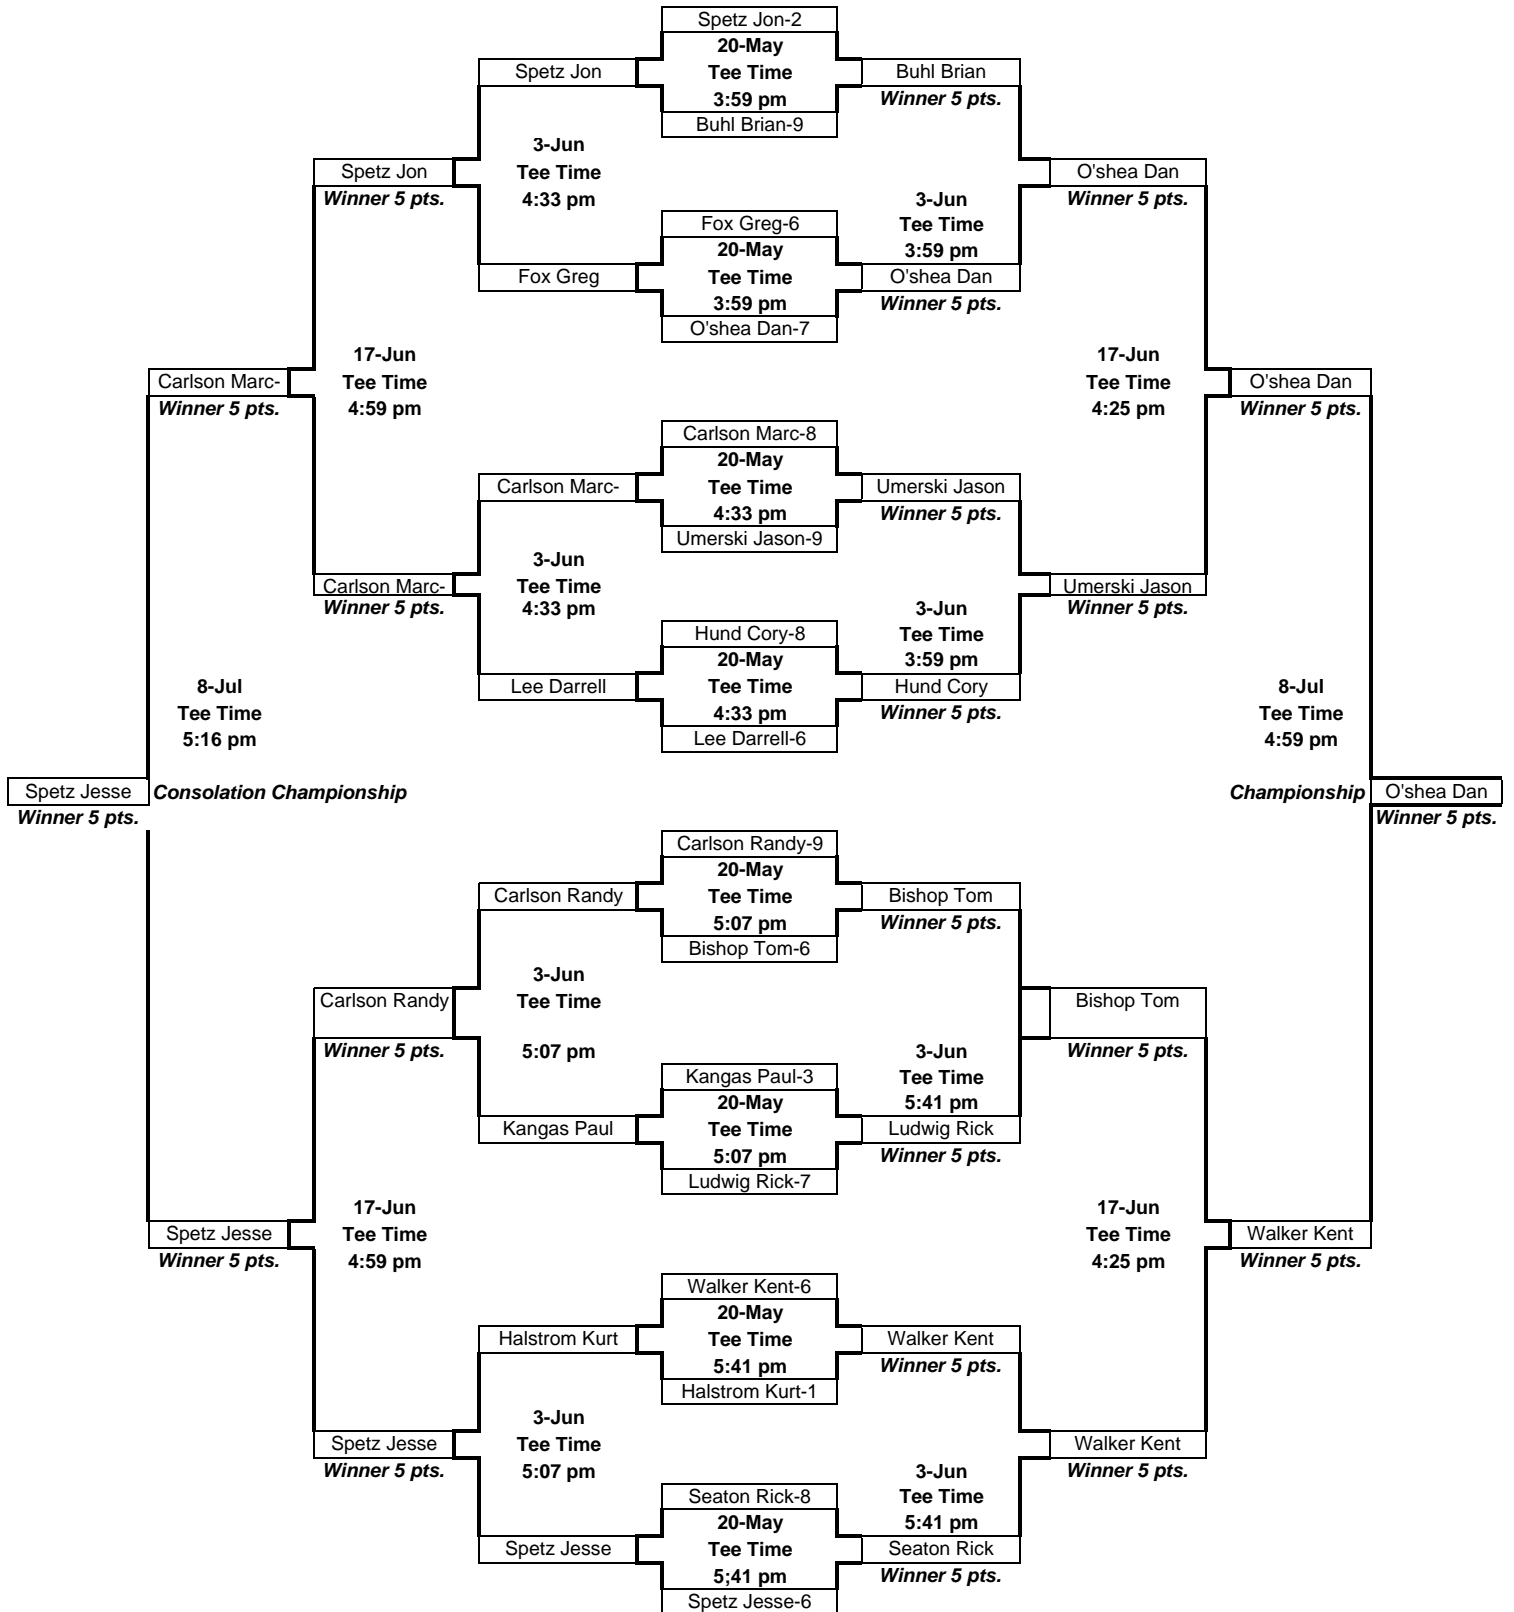 Spetz Jon-2
20-May
Spetz Jon
Tee Time
Buhl Brian
3:59 pm
Winner 5 pts.
Buhl Brian-9
3-Jun
Spetz Jon
Tee Time
O'shea Dan
Winner 5 pts.
4:33 pm
3-Jun
Winner 5 pts.
Fox Greg-6
Tee Time
20-May
3:59 pm
Fox Greg
Tee Time
O'shea Dan
3:59 pm
Winner 5 pts.
O'shea Dan-7
17-Jun
17-Jun
Carlson Marc-
Tee Time
Tee Time
O'shea Dan
Winner 5 pts.
4:59 pm
4:25 pm
Winner 5 pts.
Carlson Marc-8
20-May
Carlson Marc-
Tee Time
Umerski Jason
4:33 pm
Winner 5 pts.
Umerski Jason-9
3-Jun
Carlson Marc-
Tee Time
Umerski Jason
Winner 5 pts.
4:33 pm
3-Jun
Winner 5 pts.
Hund Cory-8
Tee Time
20-May
3:59 pm
8-Jul
Lee Darrell
Tee Time
Hund Cory
8-Jul
Tee Time
4:33 pm
Winner 5 pts.
Tee Time
5:16 pm
Lee Darrell-6
4:59 pm
Spetz Jesse
Consolation Championship
Championship
O'shea Dan
Winner 5 pts.
Winner 5 pts.
Carlson Randy-9
20-May
Carlson Randy
Tee Time
Bishop Tom
5:07 pm
Winner 5 pts.
Bishop Tom-6
3-Jun
Carlson Randy
Tee Time
Bishop Tom
Winner 5 pts.
5:07 pm
3-Jun
Winner 5 pts.
Kangas Paul-3
Tee Time
20-May
5:41 pm
Kangas Paul
Tee Time
Ludwig Rick
5:07 pm
Winner 5 pts.
Ludwig Rick-7
17-Jun
17-Jun
Spetz Jesse
Tee Time
Tee Time
Walker Kent
Winner 5 pts.
4:59 pm
4:25 pm
Winner 5 pts.
Walker Kent-6
20-May
Halstrom Kurt
Tee Time
Walker Kent
5:41 pm
Winner 5 pts.
Halstrom Kurt-1
3-Jun
Spetz Jesse
Tee Time
Walker Kent
Winner 5 pts.
5:07 pm
3-Jun
Winner 5 pts.
Seaton Rick-8
Tee Time
20-May
5:41 pm
Spetz Jesse
Tee Time
Seaton Rick
5;41 pm
Winner 5 pts.
Spetz Jesse-6